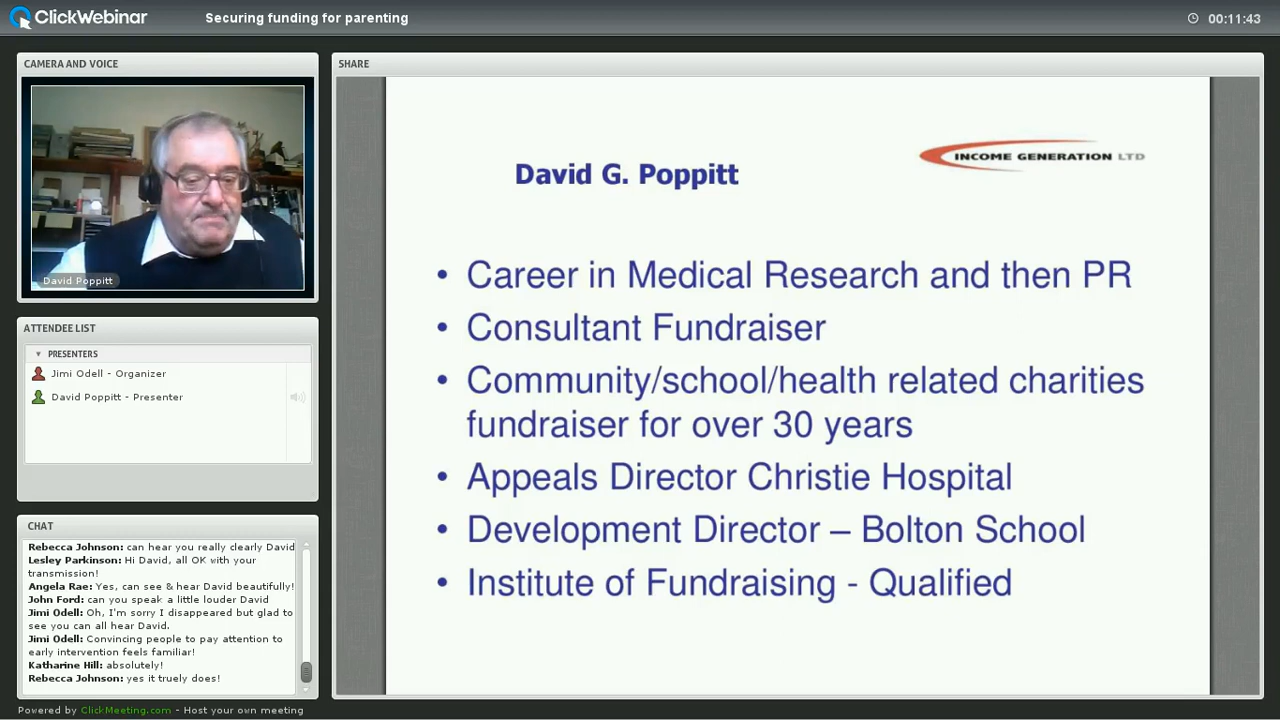 ClickWebinar
Securing funding for parenting
00:11:43
CAMERA AND VOICE
David Poppitt
ATTENDEE LIST
PRESENTERS
Jimi Odell - Organizer
David Poppitt - Presenter
CHAT
Rebecca Johnson: can hear you really clearly David
Lesley Parkinson: Hi David, all OK with your
transmission!
Angela Rae: Yes, can see & hear David beautifully!
John Ford: can you speak a little louder David
Jimi Odell: Oh, I'm sorry I disappeared but glad to
see you can all hear David.
Jimi Odell: Convincing people to pay attention to
early intervention feels familiar!
Katharine Hill: absolutely!
Rebecca Johnson: yes it truely does!
SHARE
David G. Poppitt
INCOME GENERATION LTD
• Career in Medical Research and then PR
• Consultant Fundraiser
• Community/school/health related charities
fundraiser for over 30 years
• Appeals Director Christie Hospital
• Development Director – Bolton School
• Institute of Fundraising - Qualified
Powered by ClickMeeting.com - Host your own meeting